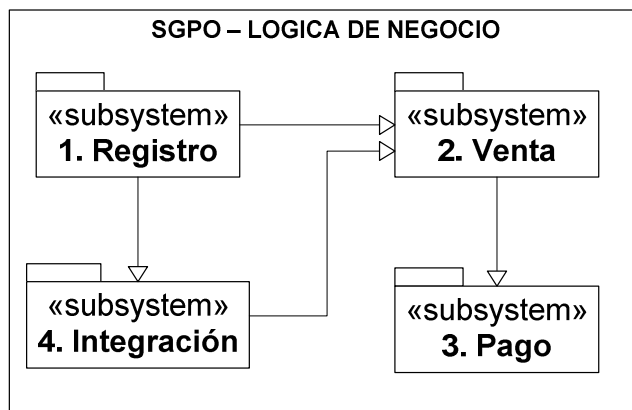 SGPO – LOGICA DE NEGOCIO
«subsystem»
1. Registro
«subsystem»
2. Venta
«subsystem»
4. Integración
«subsystem»
3. Pago